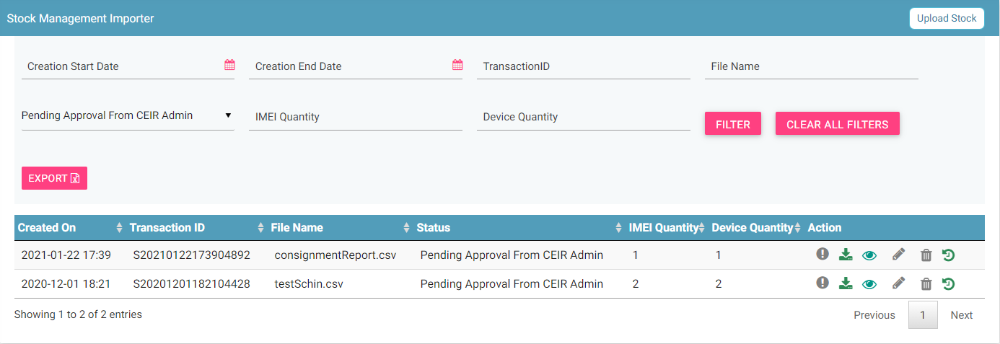 Stock Management Importer
Upload Stock
Creation Start Date
Creation End Date
TransactionID
File Name
Pending Approval From CEIR Admin
IMEI Quantity
Device Quantity
FILTER
CLEAR ALL FILTERS
EXPORT
Created On Transaction ID File Name Status IMEI Quantity Device Quantity Action
2021-01-22 17:39 S20210122173904892 consignmentReport.csv Pending Approval From CEIR Admin 1 1
2020-12-01 18:21 S20201201182104428 testSchin.csv Pending Approval From CEIR Admin 2 2
Showing 1 to 2 of 2 entries
Previous 1 Next